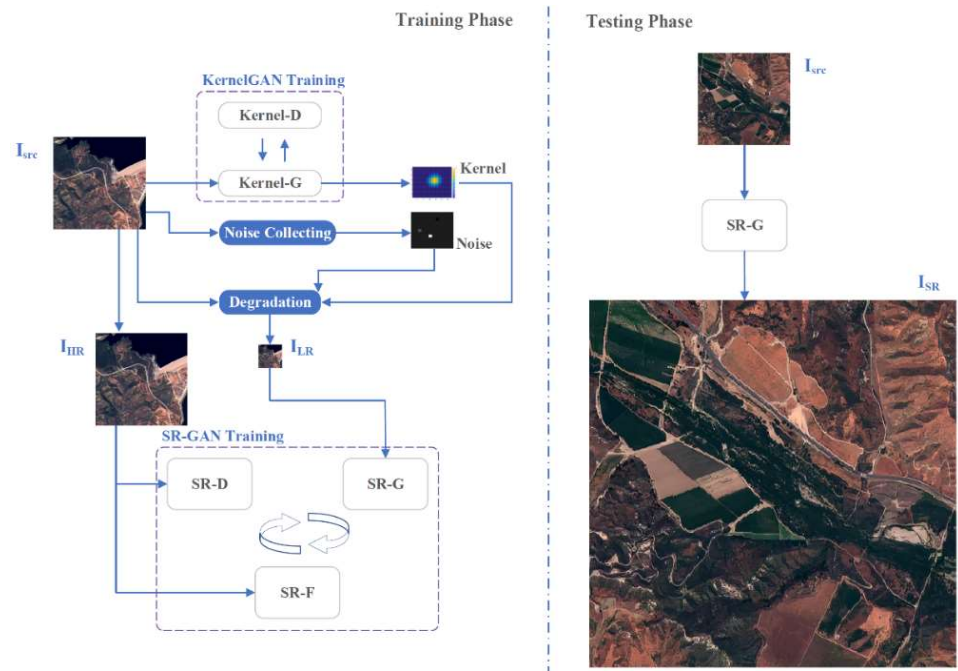 Training Phase
Testing Phase
KernelGAN Training
Kernel-D
Kernel-G
Isrc
Kernel
Noise Collecting
Noise
Degradation
IHR
ILR
SR-GAN Training
SR-D
SR-G
SR-F
Isrc
SR-G
ISR